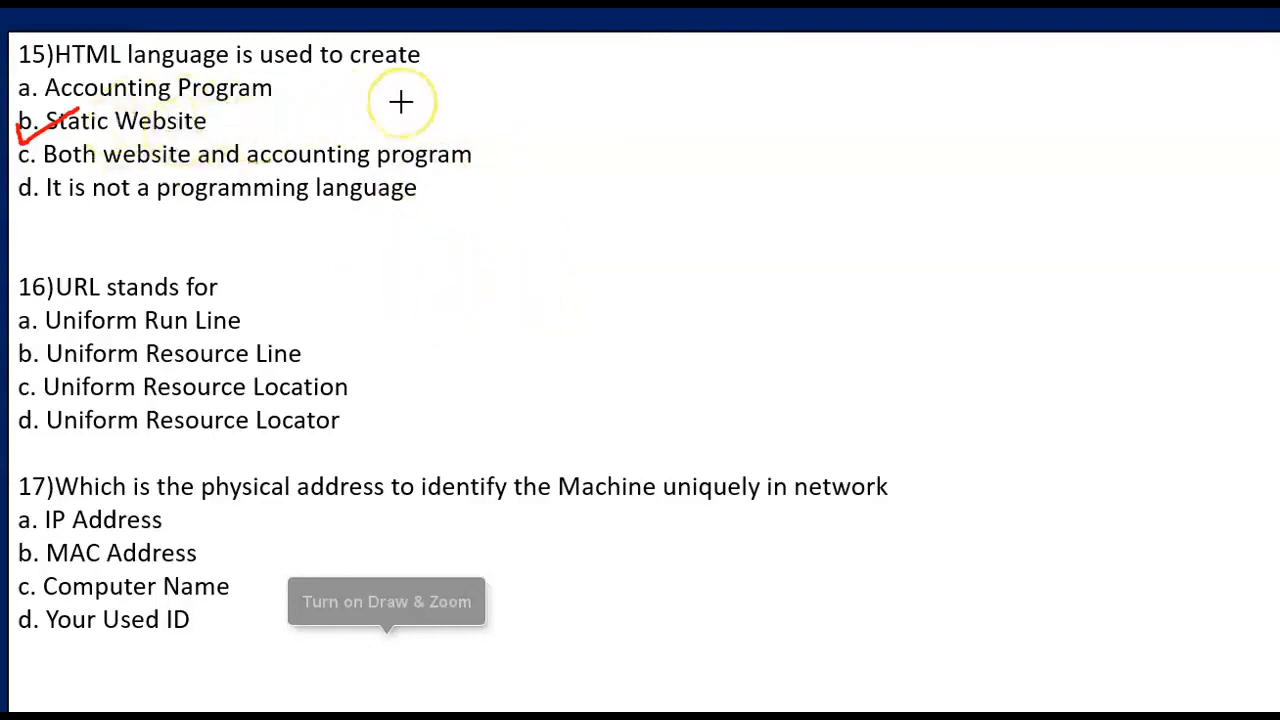 15)HTML language is used to create
a. Accounting Program
b. Static Website
c. Both website and accounting program
d. It is not a programming language
16)URL stands for
a. Uniform Run Line
b. Uniform Resource Line
c. Uniform Resource Location
d. Uniform Resource Locator
17)Which is the physical address to identify the Machine uniquely in network
a. IP Address
b. MAC Address
c. Computer Name
d. Your Used ID
Turn on Draw & Zoom